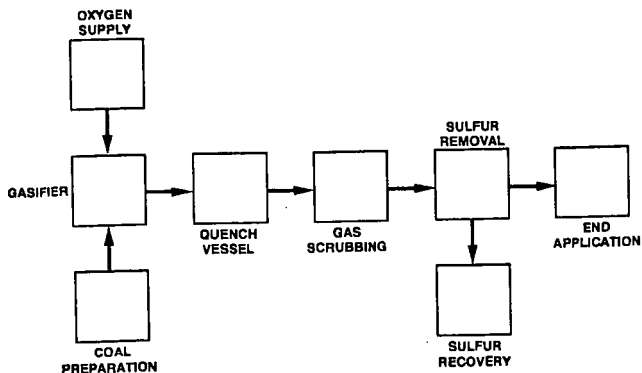 OXYGEN
SUPPLY
GASIFIER
COAL
PREPARATION
QUENCH
VESSEL
GAS
SCRUBBING
SULFUR
REMOVAL
SULFUR
RECOVERY
END
APPLICATION